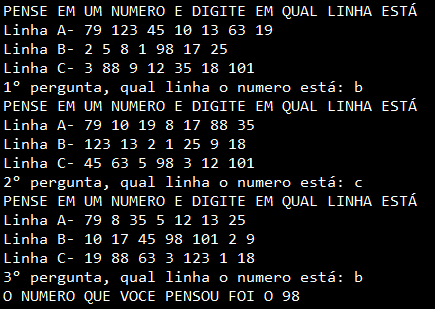 PENSE EM UM NUMERO E DIGITE EM QUAL LINHA ESTÁ
Linha A- 79 123 45 10 13 63 19
Linha B- 2 5 8 1 98 17 25
Linha C- 3 88 9 12 35 18 101
1° pergunta, qual linha o numero está: b
PENSE EM UM NUMERO E DIGITE EM QUAL LINHA ESTÁ
Linha A- 79 10 19 8 17 88 35
Linha B- 123 13 2 1 25 9 18
Linha C- 45 63 5 98 3 12 101
2° pergunta, qual linha o numero está: c
PENSE EM UM NUMERO E DIGITE EM QUAL LINHA ESTÁ
Linha A- 79 8 35 5 12 13 25
Linha B- 10 17 45 98 101 2 9
Linha C- 19 88 63 3 123 1 18
3° pergunta, qual linha o numero está: b
O NUMERO QUE VOCE PENSOU FOI O 98